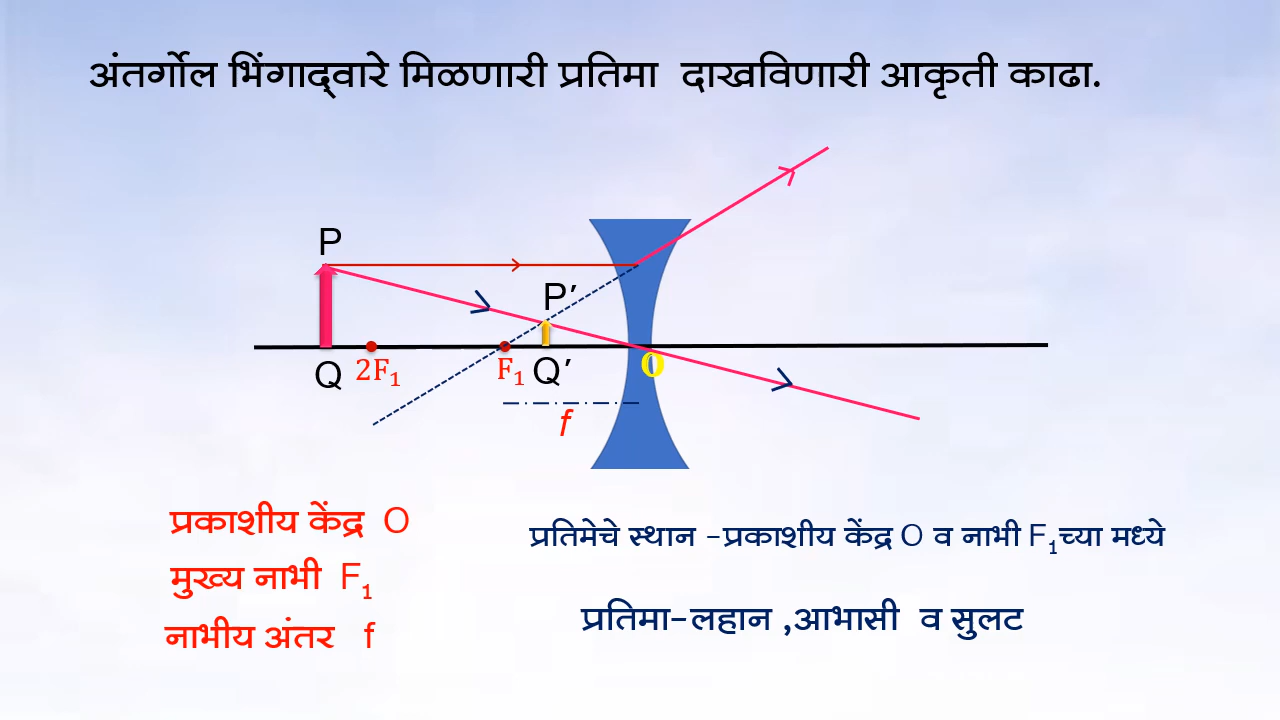 अंतर्गोल भिंगाद्वारे मिळणारी प्रतिमा दाखविणारी आकृती काढा.
P
P′
Q 2F₁ F₁ Q′ O
f
प्रकाशीय केंद्र O
मुख्य नाभी F₁
नाभीय अंतर f
प्रतिमेचे स्थान -प्रकाशीय केंद्र O व नाभी F₁च्या मध्ये
प्रतिमा-लहान ,आभासी व सुलट